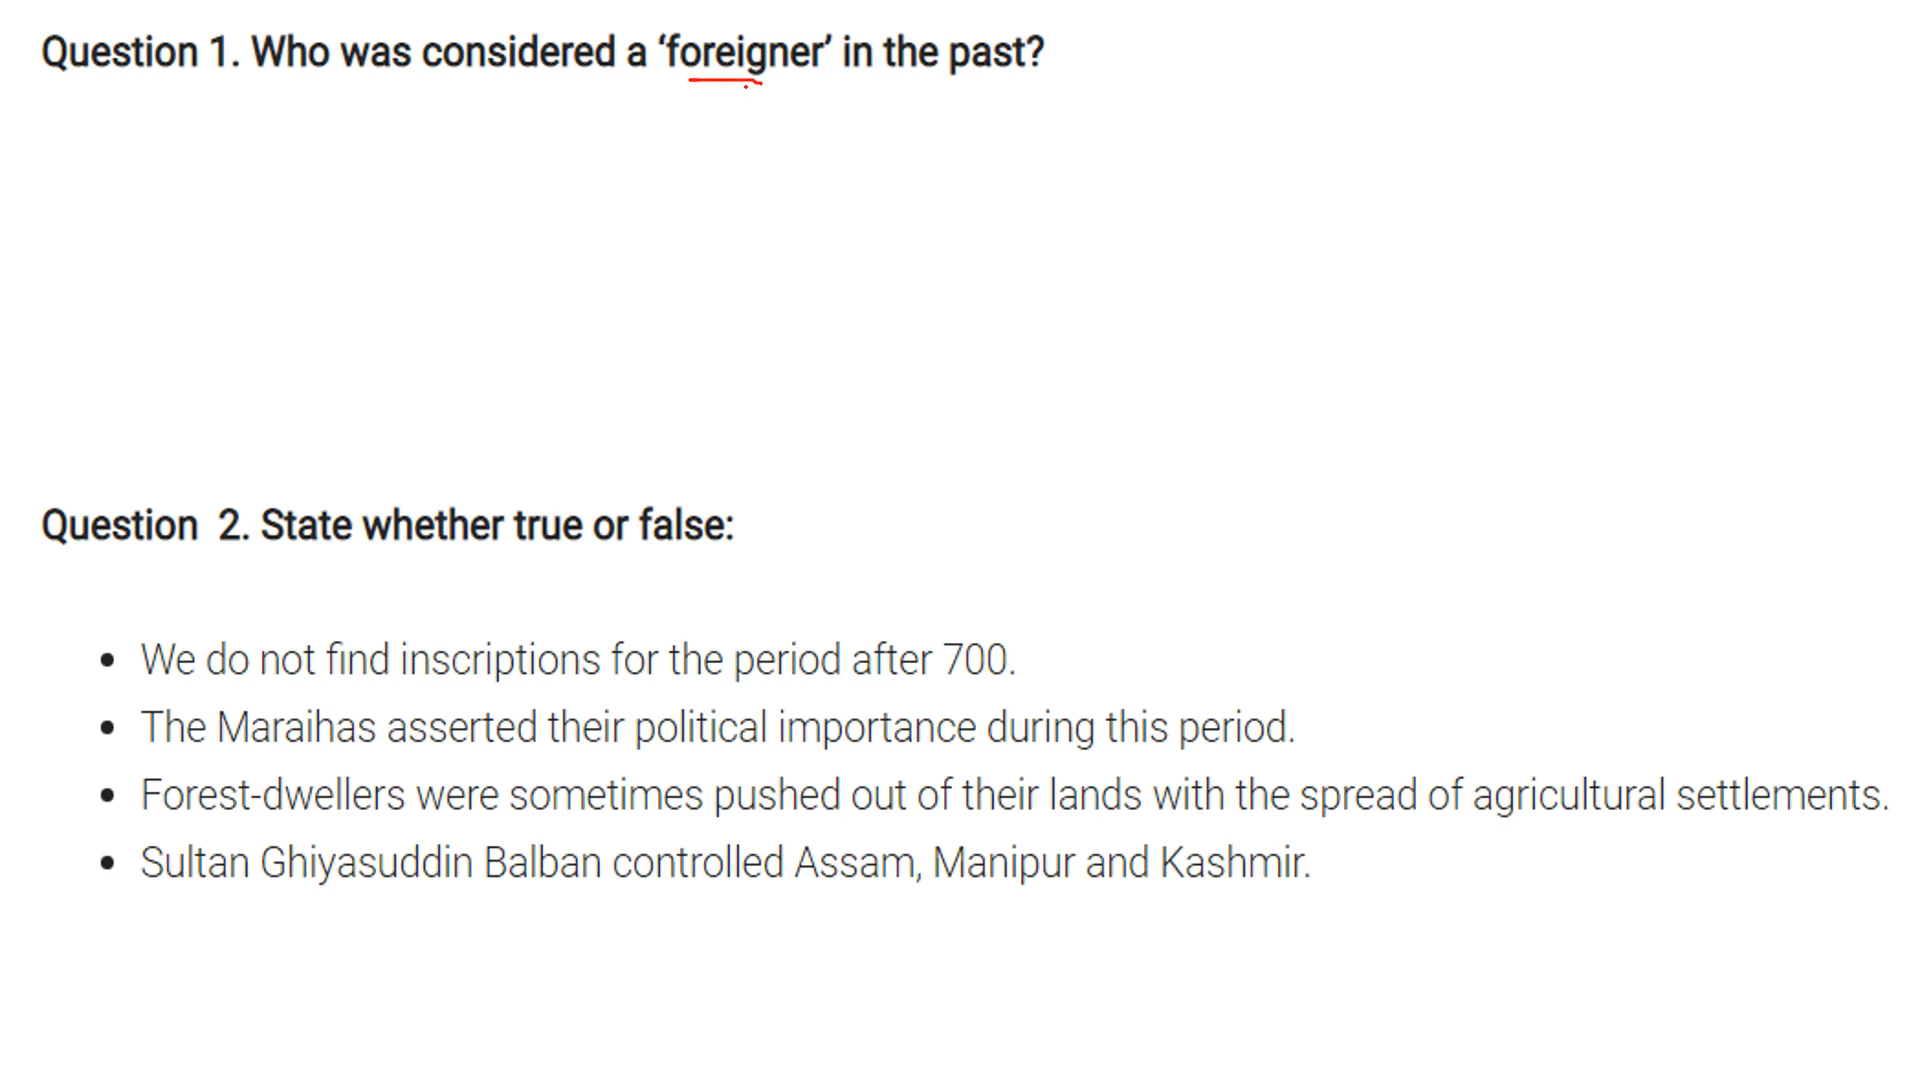 Question 1. Who was considered a ‘foreigner’ in the past?
Question 2. State whether true or false:
• We do not find inscriptions for the period after 700.
• The Maraihas asserted their political importance during this period.
• Forest-dwellers were sometimes pushed out of their lands with the spread of agricultural settlements.
• Sultan Ghiyasuddin Balban controlled Assam, Manipur and Kashmir.